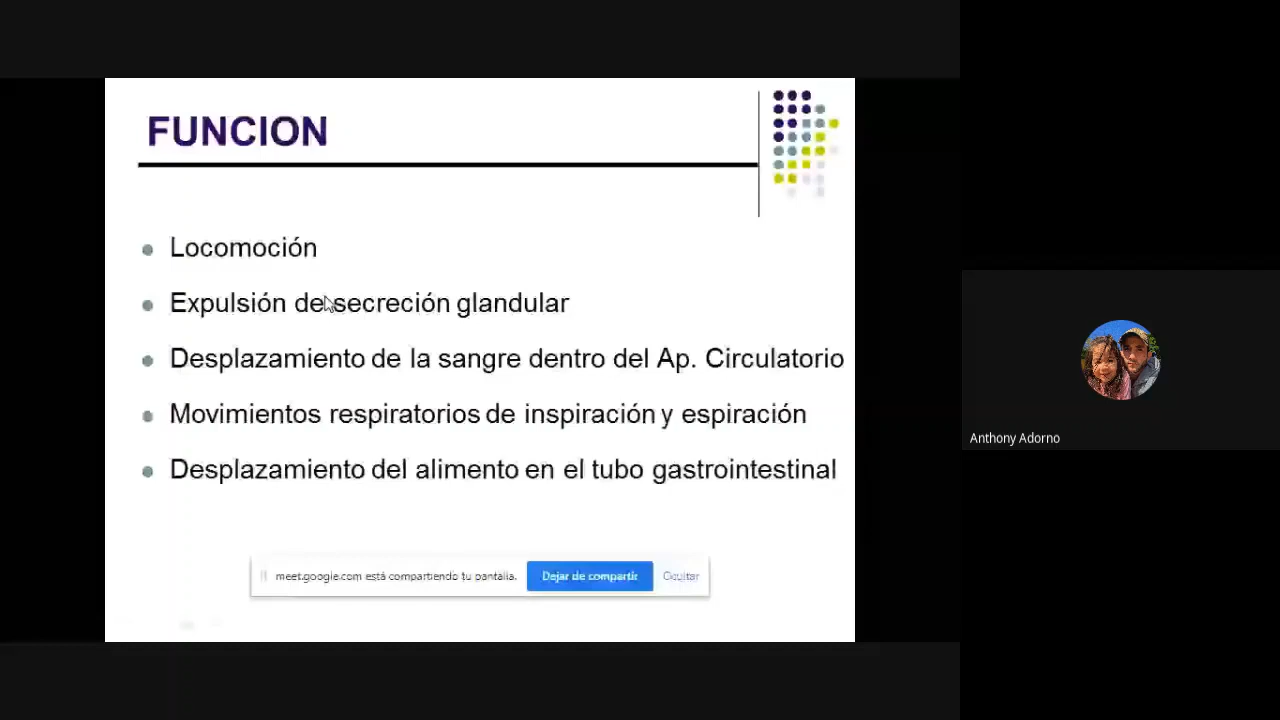 FUNCION
Locomoción
Expulsión de secreción glandular
Desplazamiento de la sangre dentro del Ap. Circulatorio
Movimientos respiratorios de inspiración y espiración
Desplazamiento del alimento en el tubo gastrointestinal
meet.google.com está compartiendo tu pantalla. Dejar de compartir Ocultar
Anthony Adorno